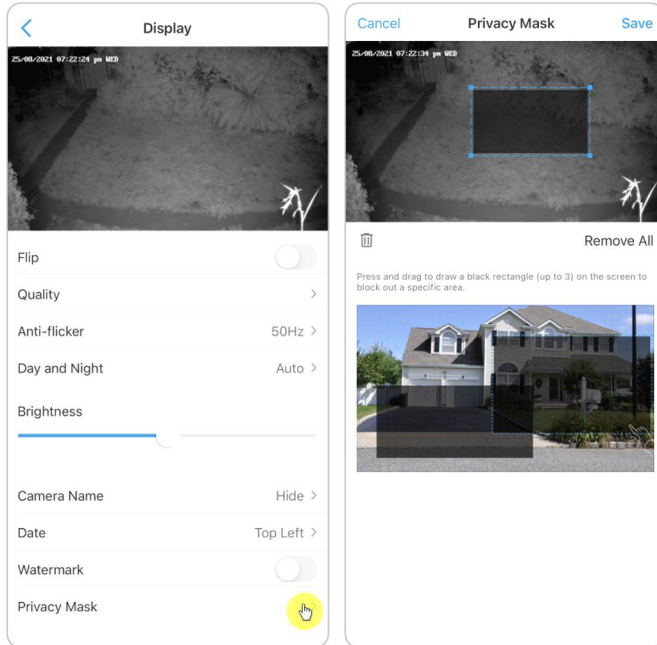 Display
25/08/2021 07:22:24 pm WED
Flip
Quality
Anti-flicker 50Hz
Day and Night Auto
Brightness
Camera Name Hide
Date Top Left
Watermark
Privacy Mask
Cancel Privacy Mask Save
25/08/2021 07:22:34 pm WED
Remove All
Press and drag to draw a black rectangle (up to 3) on the screen to
block out a specific area.